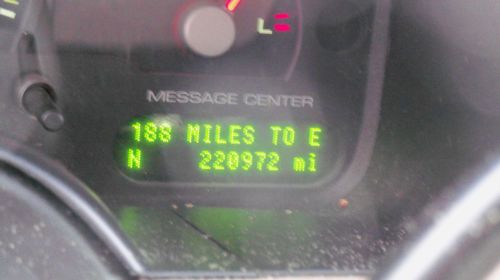 L
MESSAGE CENTER
188 MILES TO E
N 220972 mi